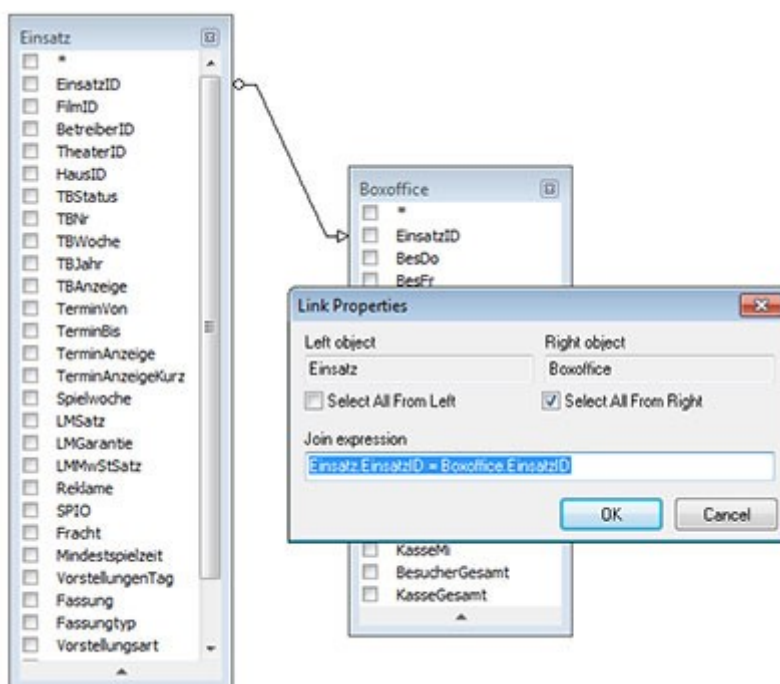 Einsatz
*
EinsatzID
FilmID
BetreiberID
TheaterID
HausID
TBStatus
TBNr
TBWoche
TBJahr
TBAnzeige
TerminVon
TerminBis
TerminAnzeige
TerminAnzeigeKurz
Spielwoche
LMSatz
LMGarantie
LMMwStSatz
Reklame
SPIO
Fracht
Mindestspielzeit
VorstellungenTag
Fassung
Fassungtyp
Vorstellungsart
Boxoffice
*
EinsatzID
BesDo
BesFr
Link Properties
Left object
Right object
Einsatz
Boxoffice
Select All From Left
Select All From Right
Join expression
Einsatz.EinsatzID = Boxoffice.EinsatzID
OK
Cancel
KasseMi
BesucherGesamt
KasseGesamt